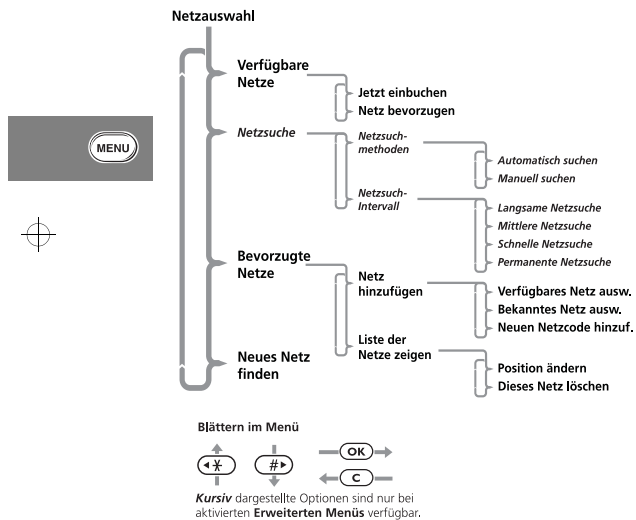 Netzauswahl
Verfügbare
Netze
Jetzt einbuchen
Netz bevorzugen
MENU
Netzsuche
Netzsuch-
methoden
Automatisch suchen
Manuell suchen
Netzsuch-
Intervall
Langsame Netzsuche
Mittlere Netzsuche
Schnelle Netzsuche
Permanente Netzsuche
Bevorzugte
Netze
Netz
hinzufügen
Verfügbares Netz ausw.
Bekanntes Netz ausw.
Neuen Netzcode hinzuf.
Liste der
Netze zeigen
Position ändern
Dieses Netz löschen
Neues Netz
finden
Blättern im Menü
* # OK
C
Kursiv dargestellte Optionen sind nur bei
aktivierten Erweiterten Menüs verfügbar.